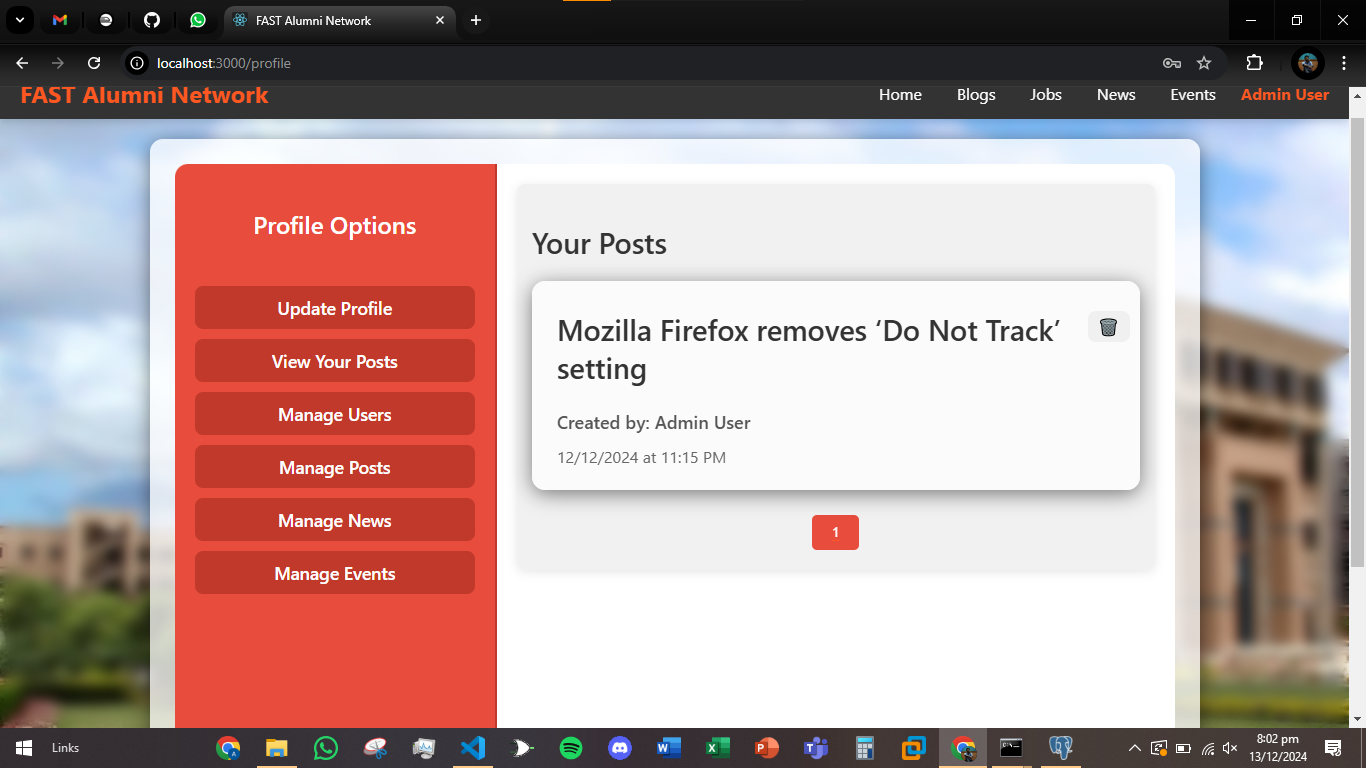 FAST Alumni Network
localhost:3000/profile
FAST Alumni Network
Home Blogs Jobs News Events Admin User
Profile Options
Update Profile
View Your Posts
Manage Users
Manage Posts
Manage News
Manage Events
Your Posts
Mozilla Firefox removes ‘Do Not Track’
setting
Created by: Admin User
12/12/2024 at 11:15 PM
1
Links
8:02 pm
13/12/2024